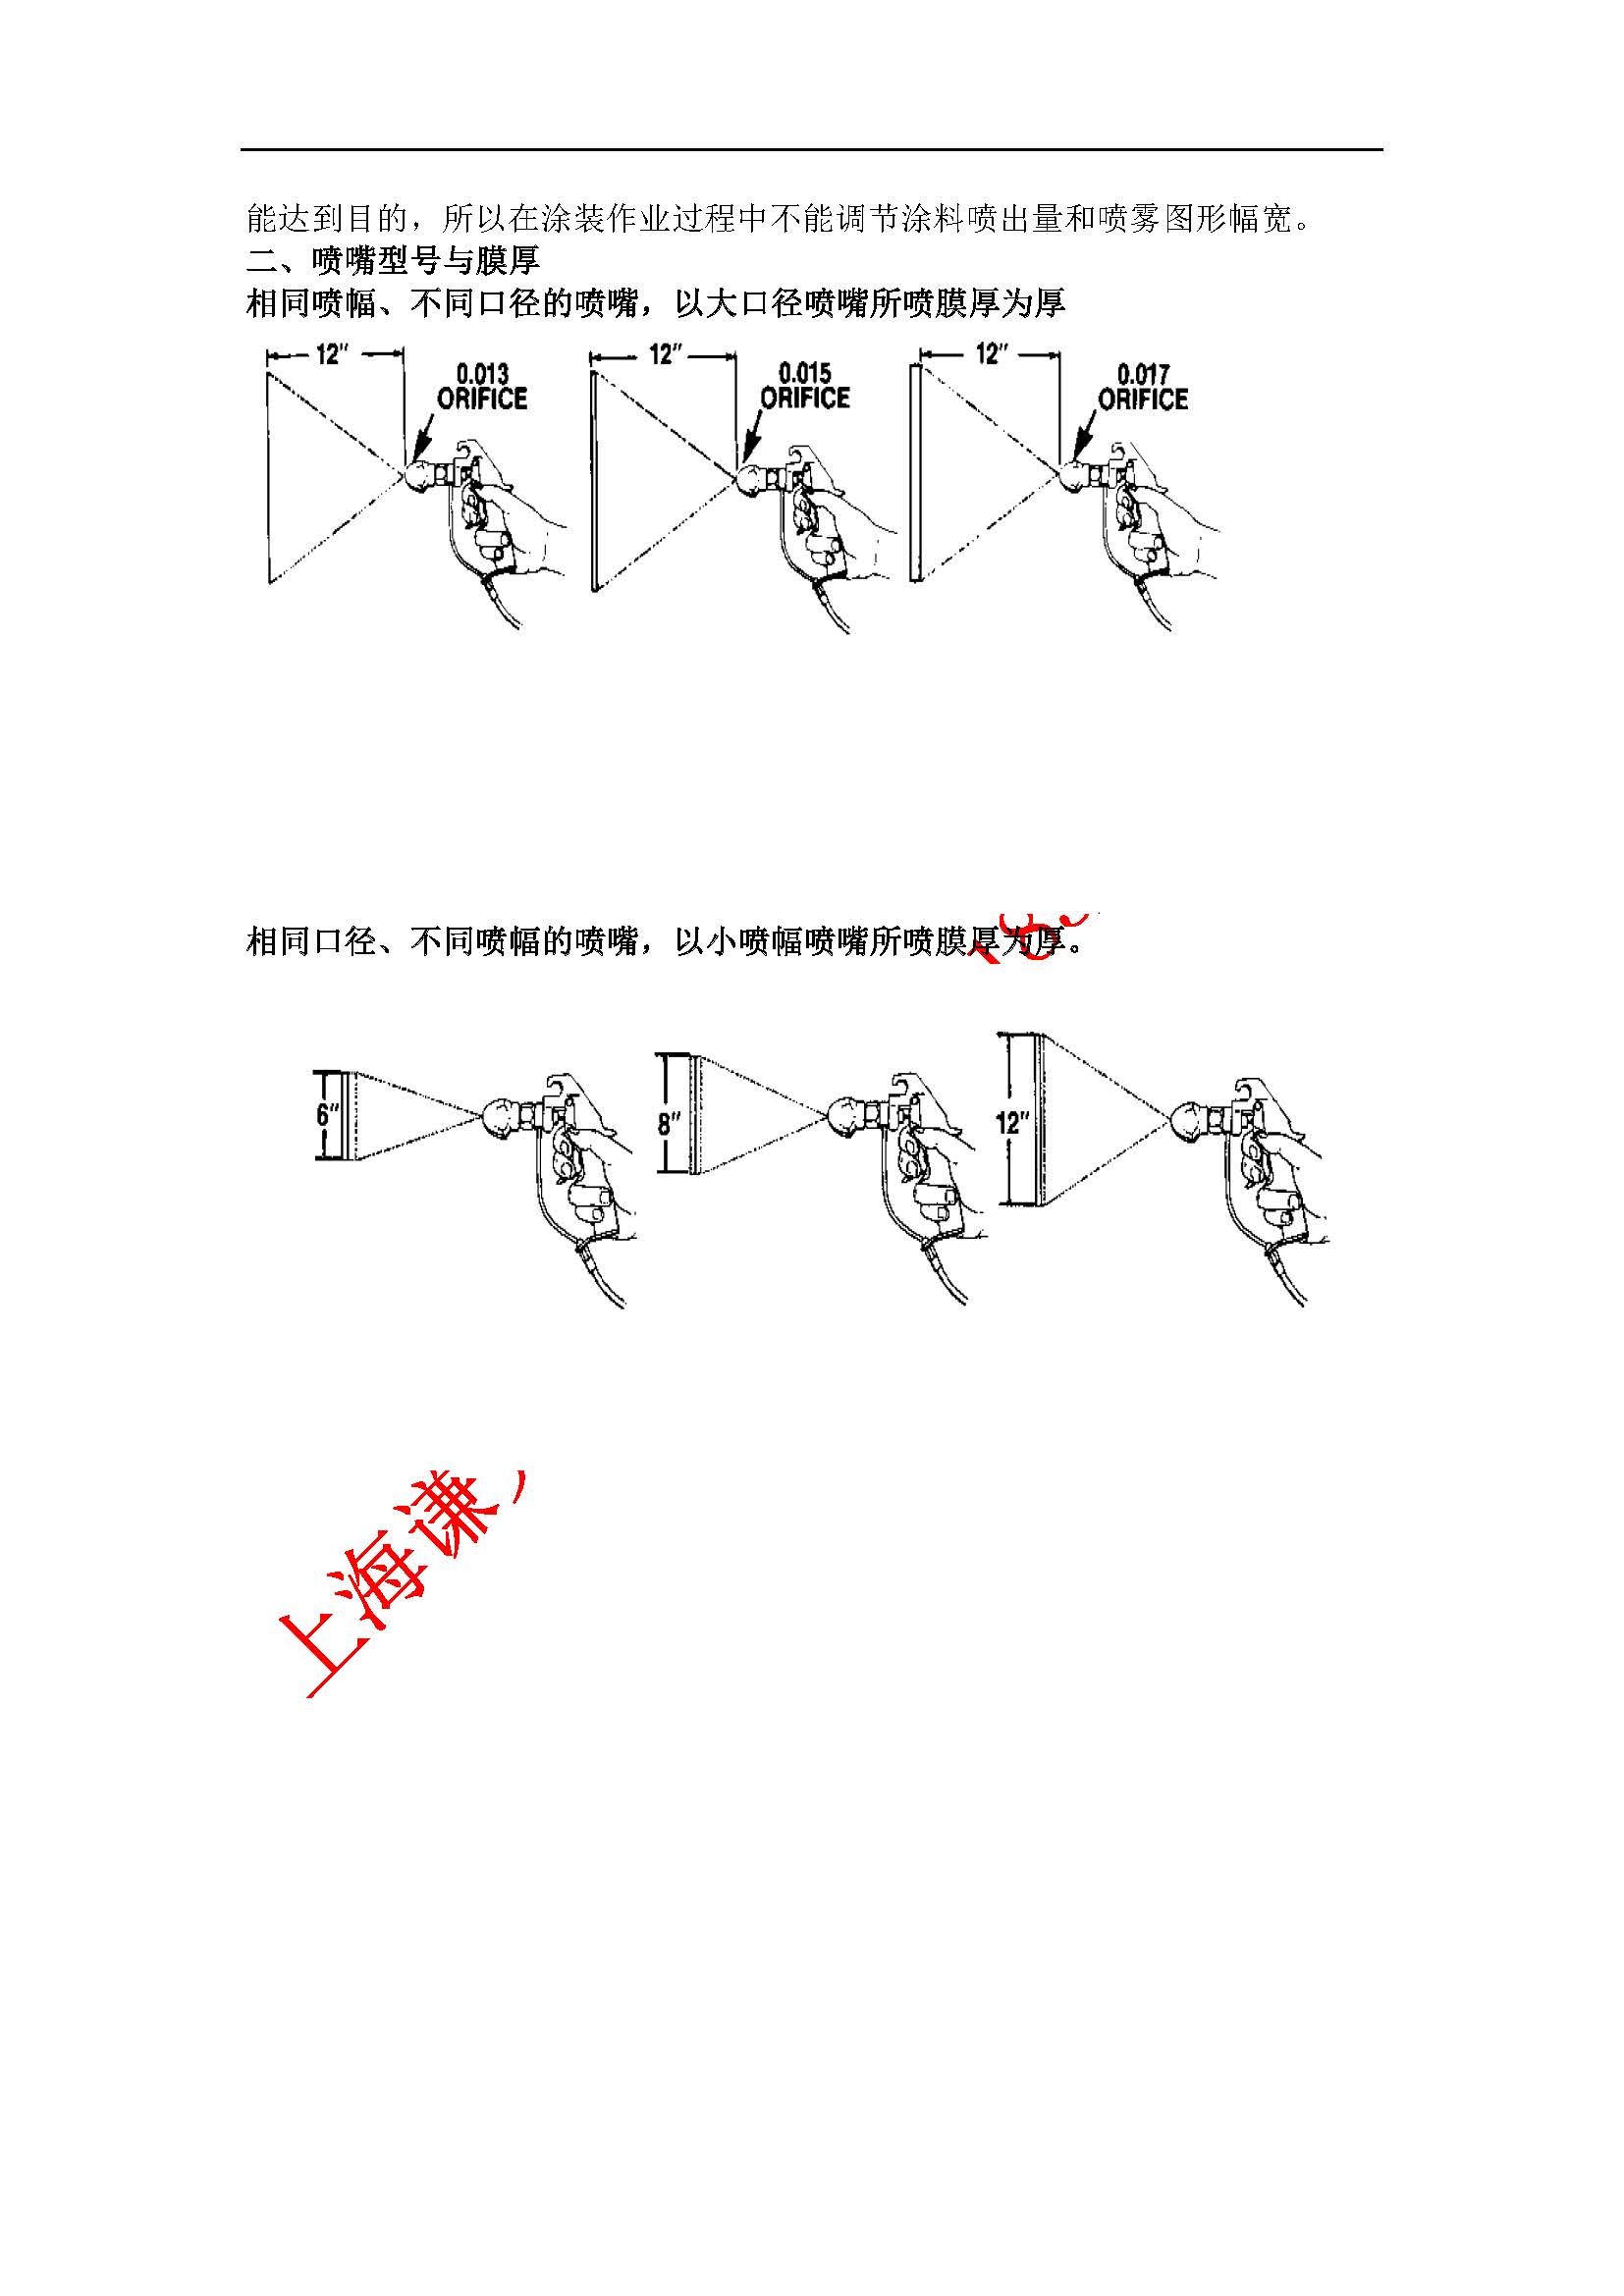 能达到目的，所以在涂装作业过程中不能调节涂料喷出量和喷雾图形幅宽。
二、喷嘴型号与膜厚
相同喷幅、不同口径的喷嘴，以大口径喷嘴所喷膜厚为厚
12" 12" 12"
0.013 0.015 0.017
ORIFICE ORIFICE ORIFICE
相同口径、不同喷幅的喷嘴，以小喷幅喷嘴所喷膜厚为厚。
6" 8" 12"
上海谦